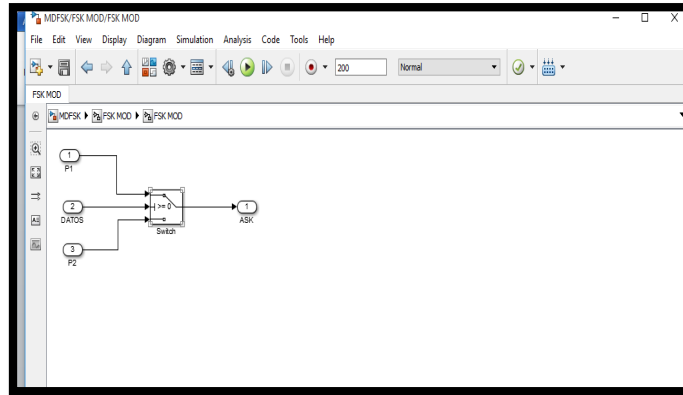 MDFSK/FSK MOD/FSK MOD
File Edit View Display Diagram Simulation Analysis Code Tools Help
200 Normal
FSK MOD
MDFSK FSK MOD FSK MOD
1
P1
2
DATOS
>= 0
Switch
1
ASK
3
P2